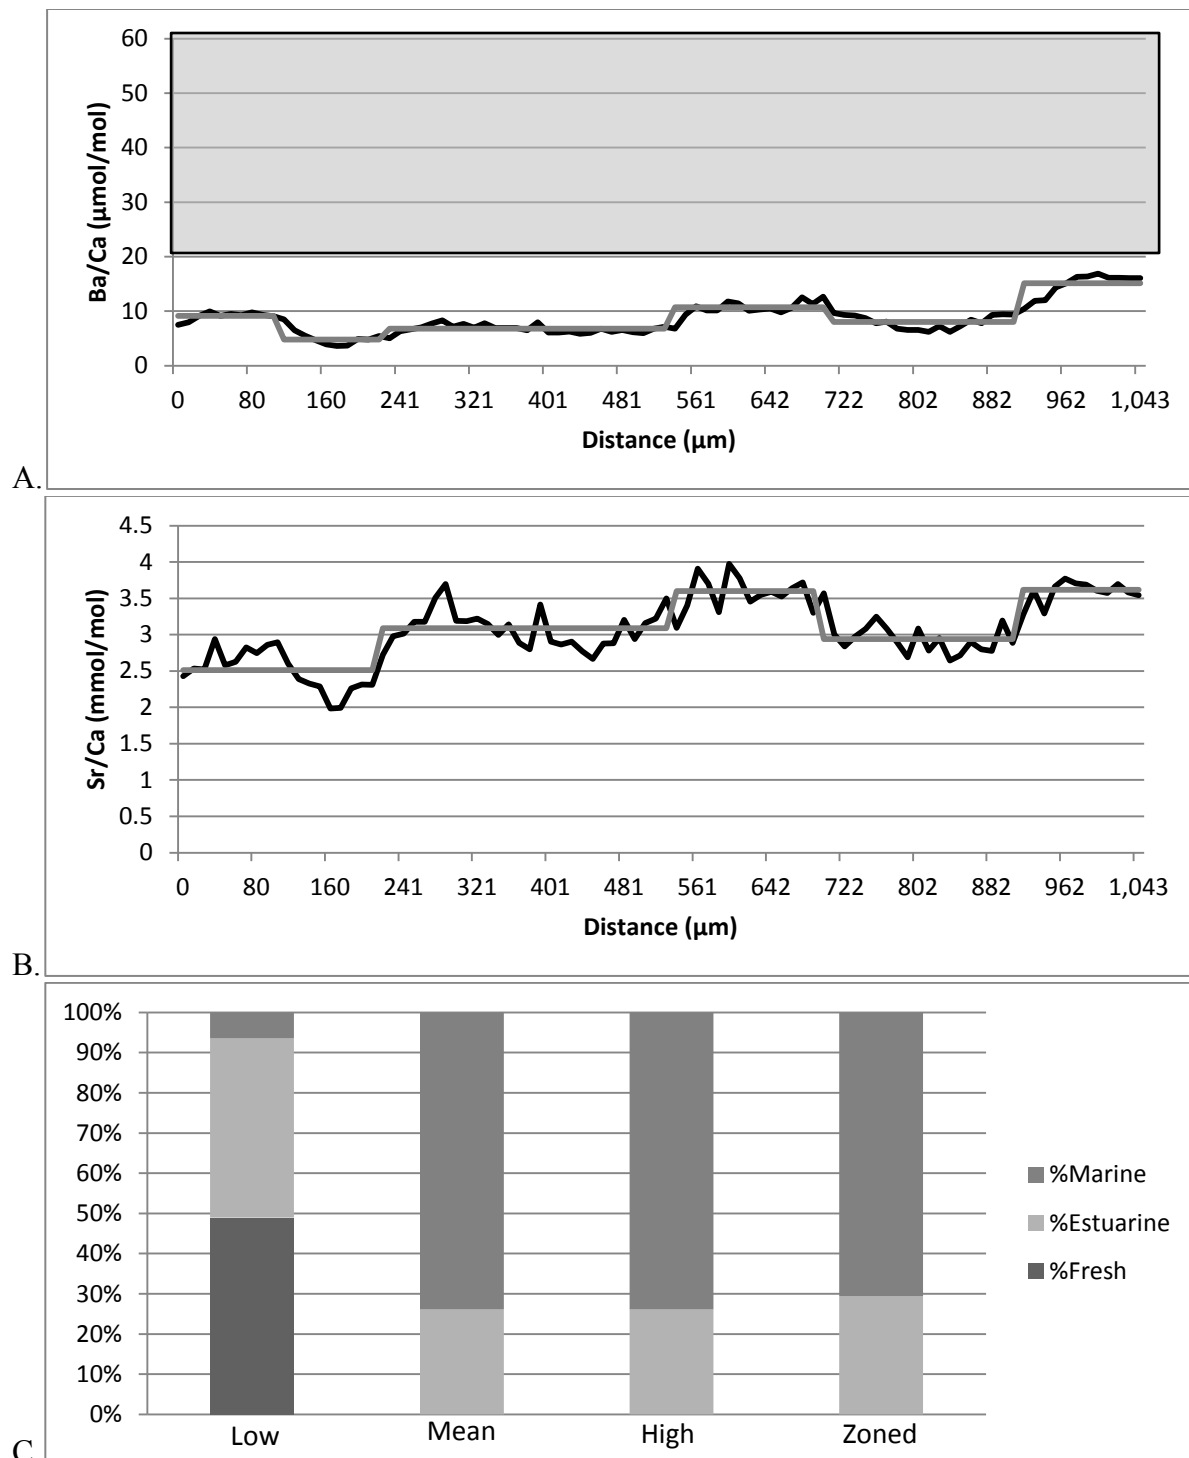 60
50
40
30
20
10
0
Ba/Ca (µmol/mol)
0 80 160 241 321 401 481 561 642 722 802 882 962 1,043
Distance (µm)
A.
4.5
4
3.5
3
2.5
2
1.5
1
0.5
0
Sr/Ca (mmol/mol)
0 80 160 241 321 401 481 561 642 722 802 882 962 1,043
Distance (µm)
B.
100%
90%
80%
70%
60%
50%
40%
30%
20%
10%
0%
Low Mean High Zoned
%Marine
%Estuarine
%Fresh
C